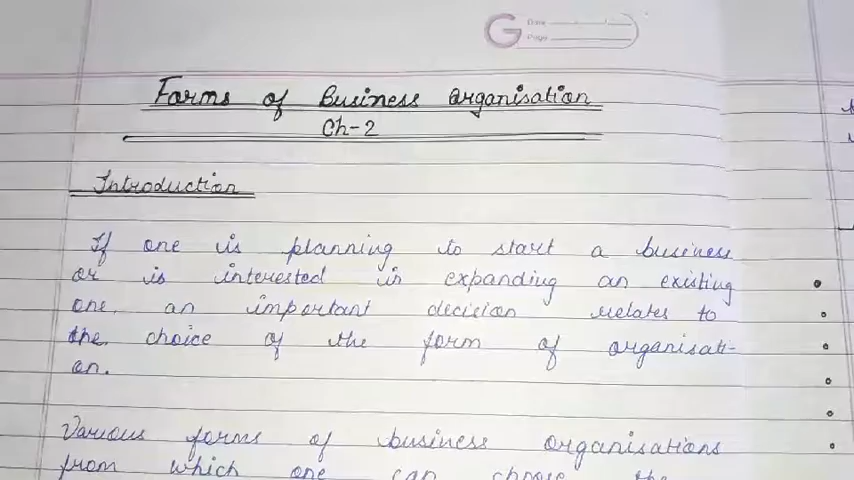 G Date
Page
Forms of Business Organisation
Ch-2
Introduction
If one is planning to start a business
or is interested in expanding an existing
one, an important decision relates to
the choice of the form of organisati-
on.
Various forms of business organisations
from which one can choose the